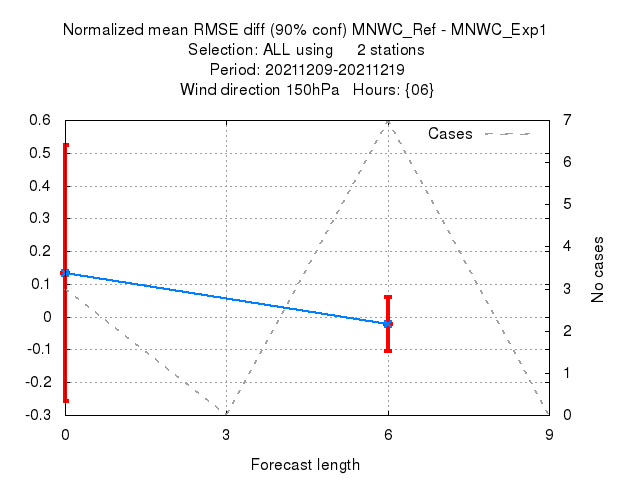 Normalized mean RMSE diff (90% conf) MNWC_Ref - MNWC_Exp1
Selection: ALL using     2 stations
Period: 20211209-20211219
Wind direction 150hPa   Hours: {06}
Cases
0.6
0.5
0.4
0.3
0.2
0.1
0
-0.1
-0.2
-0.3
7
6
5
4
3
2
1
0
No cases
0 3 6 9
Forecast length